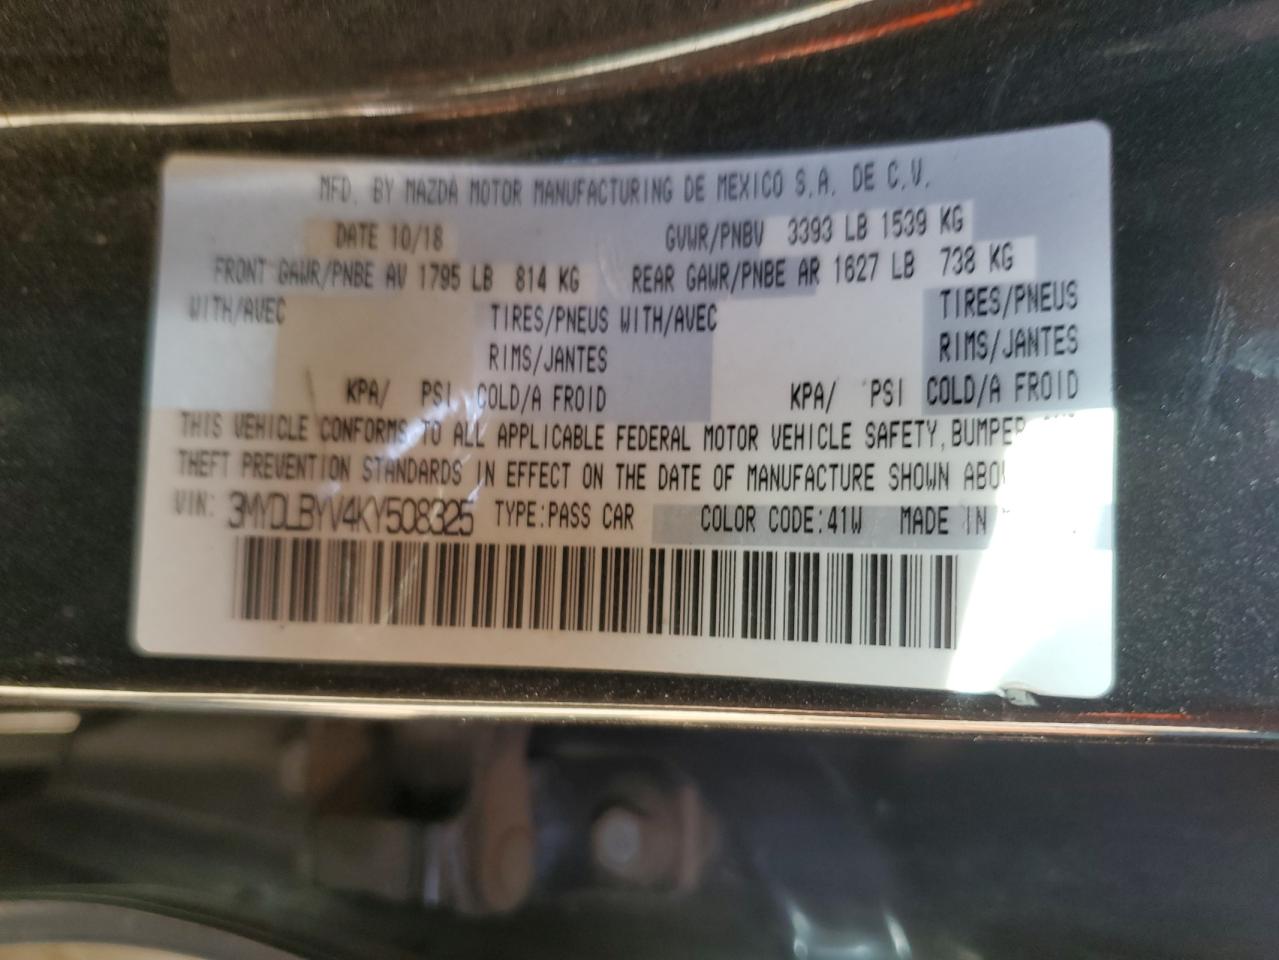 MFD. BY MAZDA MOTOR MANUFACTURING DE MEXICO S.A. DE C.V.
DATE 10/18 GVWR/PNBV 3393 LB 1539 KG
FRONT GAWR/PNBE AV 1795 LB 814 KG REAR GAWR/PNBE AR 1627 LB 738 KG
WITH/AVEC TIRES/PNEUS WITH/AVEC TIRES/PNEUS
RIMS/JANTES RIMS/JANTES
KPA/ PSI COLD/A FROID KPA/ PSI COLD/A FROID
THIS VEHICLE CONFORMS TO ALL APPLICABLE FEDERAL MOTOR VEHICLE SAFETY, BUMPER
THEFT PREVENTION STANDARDS IN EFFECT ON THE DATE OF MANUFACTURE SHOWN
VIN: 3MYDLBYV4KY508325 TYPE:PASS CAR COLOR CODE:41W MADE IN